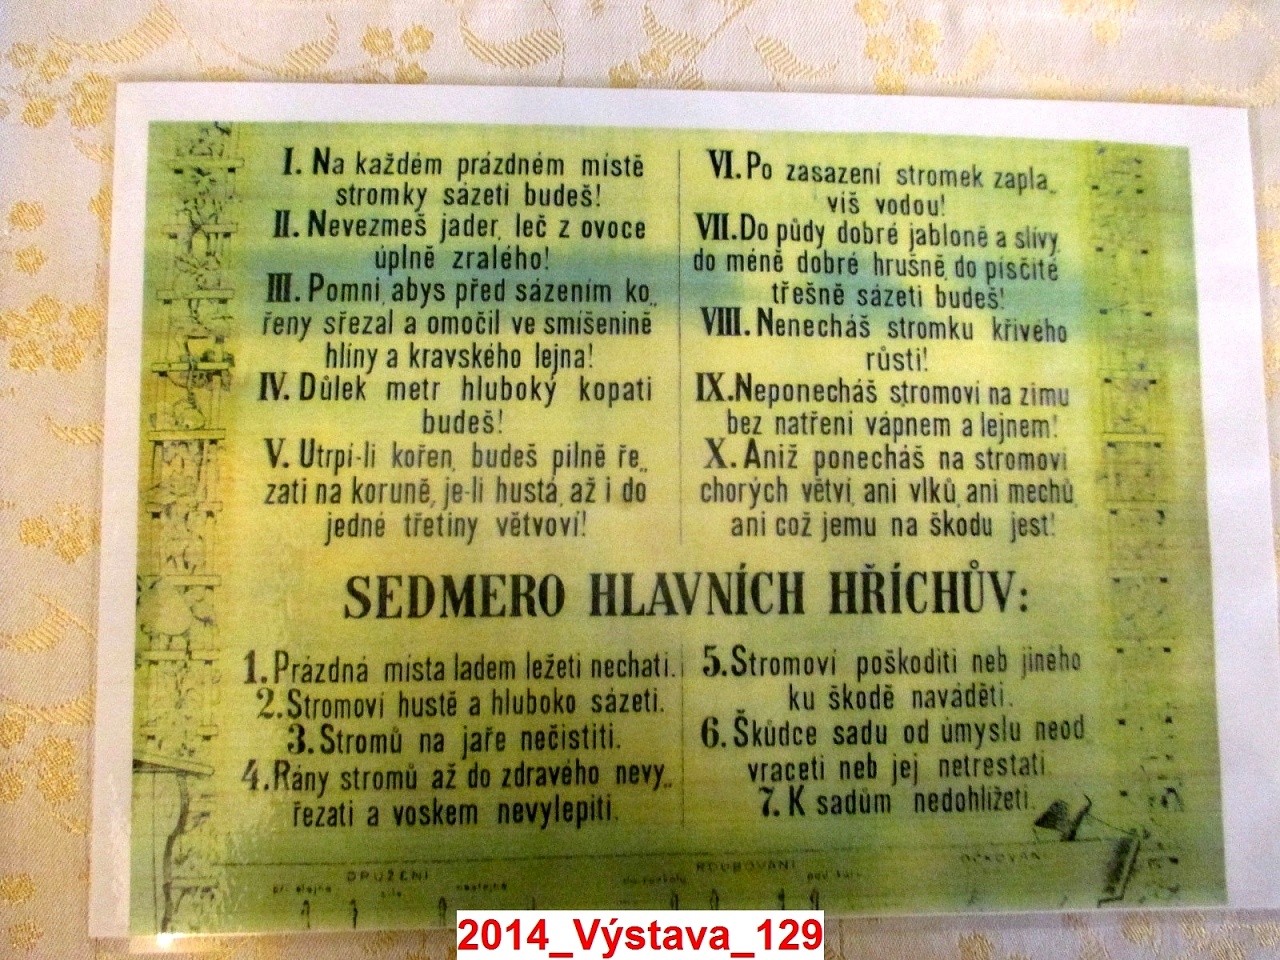 I. Na každém prázdném místě
stromky sázeti budeš!
II. Nevezmeš jader, leč z ovoce
úplně zralého!
III. Pomni, abys před sázením ko„
řeny sřezal a omočil ve smíšenině
hlíny a kravského lejna!
IV. Důlek metr hluboký kopati
budeš!
V. Utrpí-li kořen, budeš pilně ře„
zati na koruně, je-li hustá, až i do
jedné třetiny větvoví!
VI. Po zasazení stromek zapla„
víš vodou!
VII. Do půdy dobré jabloně a slívy,
do méně dobré hrušně, do písčité
třešně sázeti budeš!
VIII. Nenecháš stromku křivého
růsti!
IX. Neponecháš stromoví na zimu
bez natření vápnem a lejnem!
X. Aniž ponecháš na stromoví
chorých větví, ani vlků, ani mechů,
ani což jemu na škodu jest!
SEDMERO HLAVNÍCH HŘÍCHŮV:
1. Prázdná místa ladem ležeti nechati.
2. Stromoví hustě a hluboko sázeti.
3. Stromů na jaře nečistiti.
4. Rány stromů až do zdravého nevy„
řezati a voskem nevylepiti.
5. Stromoví poškoditi neb jiného
ku škodě naváděti.
6. Škůdce sadu od úmyslu neod
vraceti neb jej netrestati.
7. K sadům nedohlížeti.
DRUŽENÍ
ROUBOVÁNÍ
2014_Výstava_129